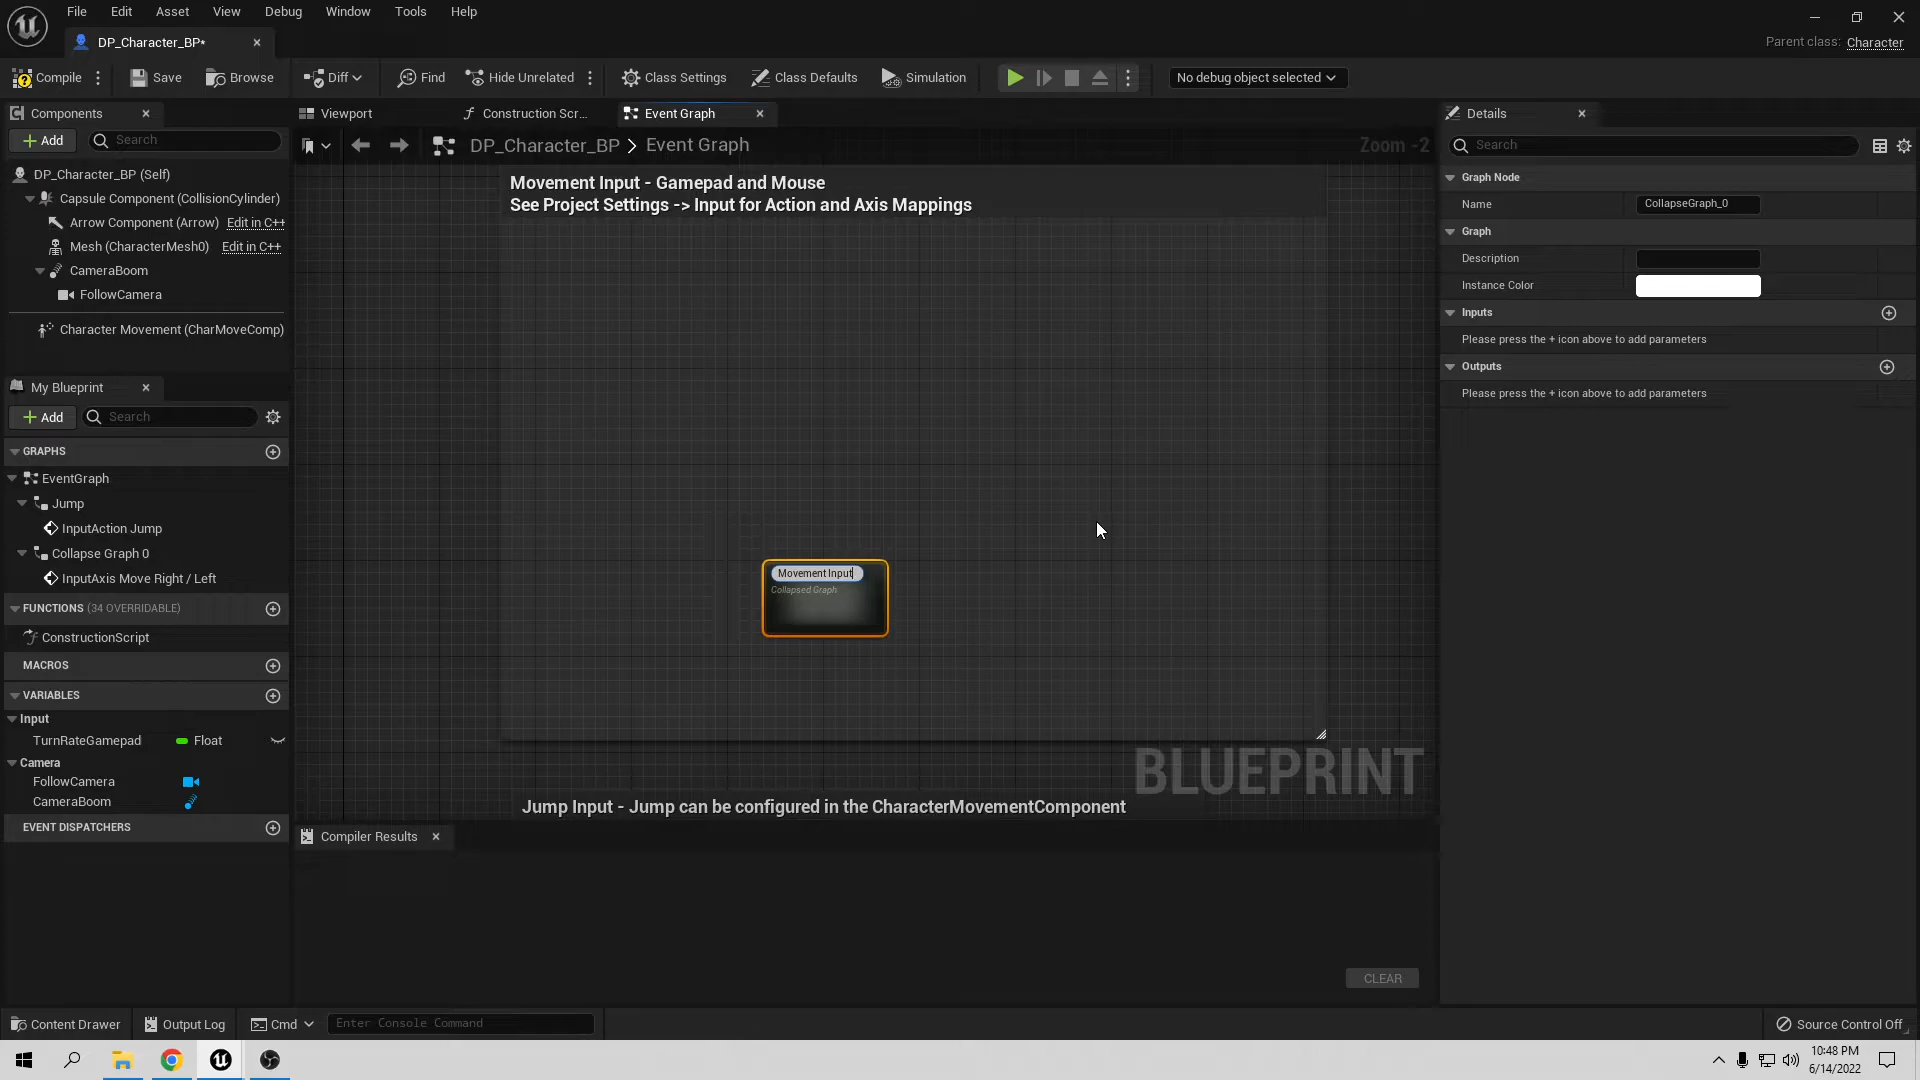 File Edit Asset View Debug Window Tools Help
DP_Character_BP*
Parent class: Character
Compile Save Browse Diff Find Hide Unrelated Class Settings Class Defaults Simulation No debug object selected
Components
Add Search
DP_Character_BP (Self)
Capsule Component (CollisionCylinder)
Arrow Component (Arrow) Edit in C++
Mesh (CharacterMesh0) Edit in C++
CameraBoom
FollowCamera
Character Movement (CharMoveComp)
My Blueprint
Add Search
GRAPHS
EventGraph
Jump
InputAction Jump
Collapse Graph 0
InputAxis Move Right / Left
FUNCTIONS (34 OVERRIDABLE)
ConstructionScript
MACROS
VARIABLES
Input
TurnRateGamepad Float
Camera
FollowCamera
CameraBoom
EVENT DISPATCHERS
Viewport Construction Scr... Event Graph
DP_Character_BP > Event Graph Zoom -2
Movement Input - Gamepad and Mouse
See Project Settings -> Input for Action and Axis Mappings
Movement Input
Collapsed Graph
BLUEPRINT
Jump Input - Jump can be configured in the CharacterMovementComponent
Compiler Results
CLEAR
Details
Search
Graph Node
Name CollapseGraph_0
Graph
Description
Instance Color
Inputs
Please press the + icon above to add parameters
Outputs
Please press the + icon above to add parameters
Content Drawer Output Log Cmd Enter Console Command Source Control Off
10:48 PM
6/14/2022